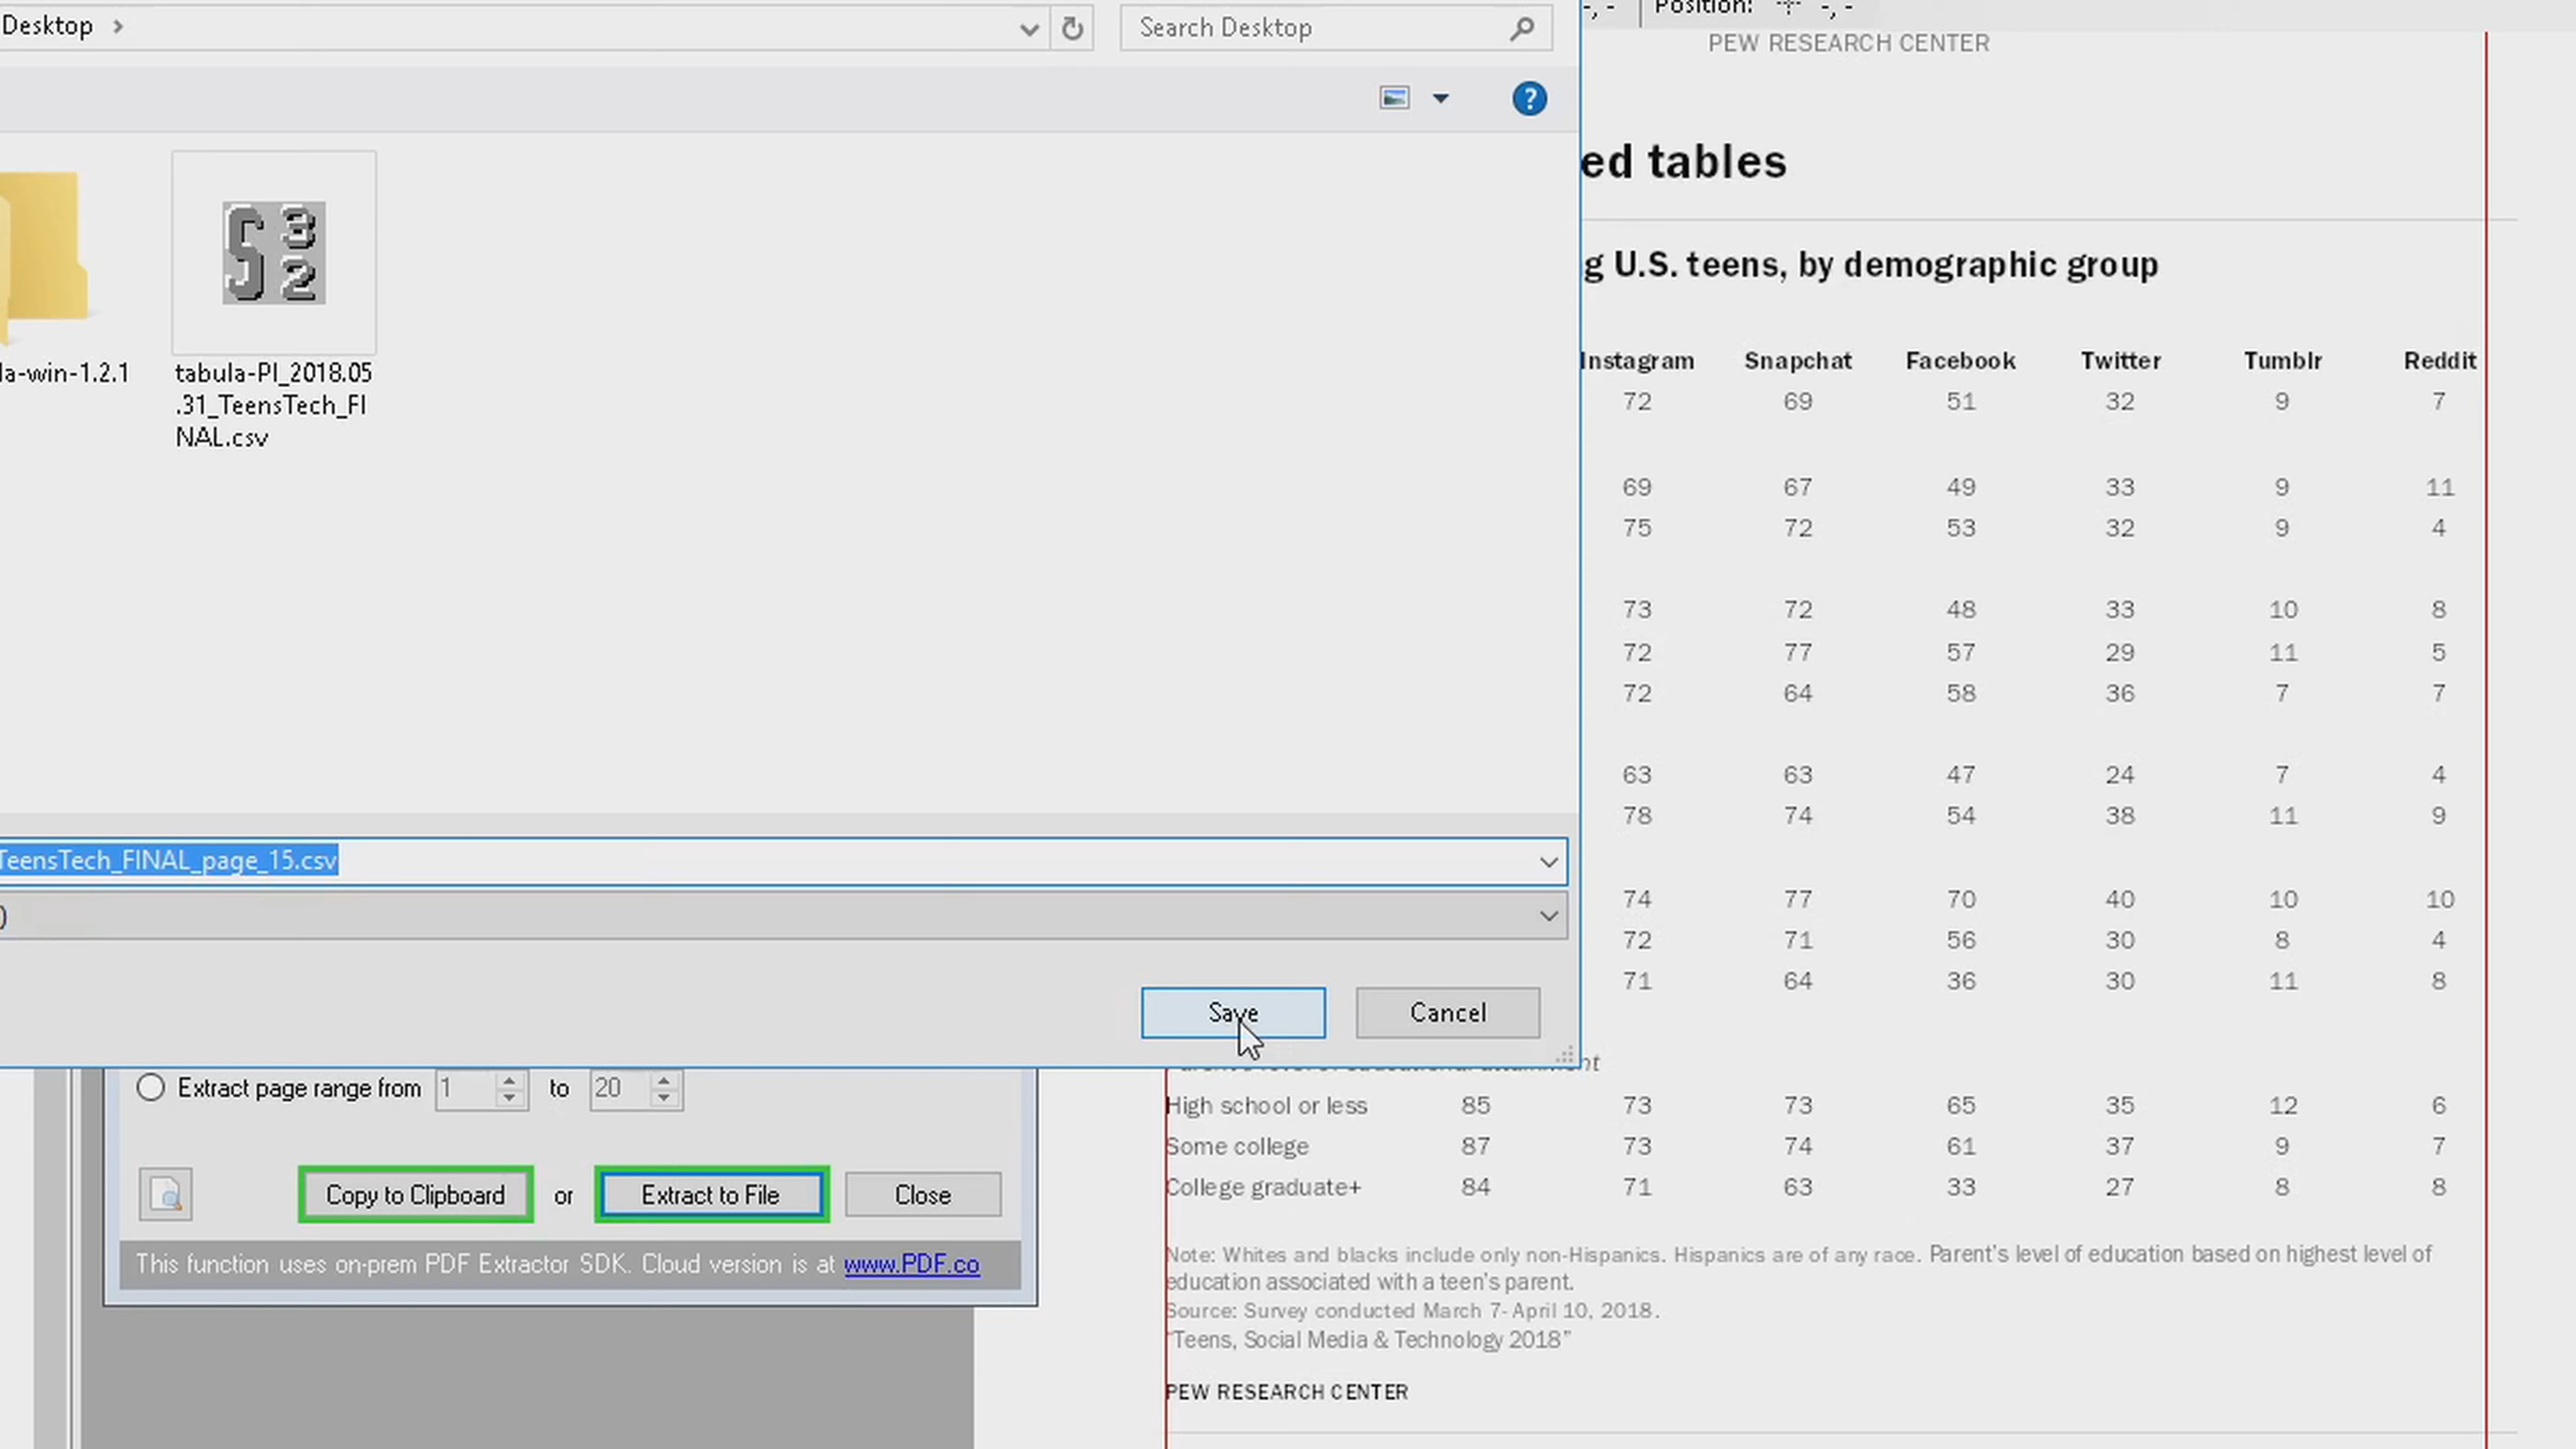 Desktop
Search Desktop
-, - Position: -, -
PEW RESEARCH CENTER
?
ed tables
g U.S. teens, by demographic group
la-win-1.2.1
tabula-PI_2018.05
.31_TeensTech_FI
NAL.csv
Instagram Snapchat Facebook Twitter Tumblr Reddit
72 69 51 32 9 7
69 67 49 33 9 11
75 72 53 32 9 4
73 72 48 33 10 8
72 77 57 29 11 5
72 64 58 36 7 7
63 63 47 24 7 4
78 74 54 38 11 9
74 77 70 40 10 10
72 71 56 30 8 4
71 64 36 30 11 8
TeensTech_FINAL_page_15.csv
)
Save Cancel
nt
High school or less 85 73 73 65 35 12 6
Some college 87 73 74 61 37 9 7
College graduate+ 84 71 63 33 27 8 8
Note: Whites and blacks include only non-Hispanics. Hispanics are of any race. Parent's level of education based on highest level of
education associated with a teen's parent.
Source: Survey conducted March 7- April 10, 2018.
"Teens, Social Media & Technology 2018"
PEW RESEARCH CENTER
Extract page range from 1 to 20
Copy to Clipboard or Extract to File Close
This function uses on-prem PDF Extractor SDK. Cloud version is at www.PDF.co